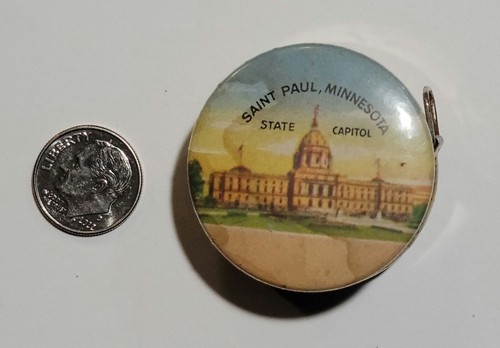 LIBERTY
SAINT PAUL, MINNESOTA
STATE CAPITOL